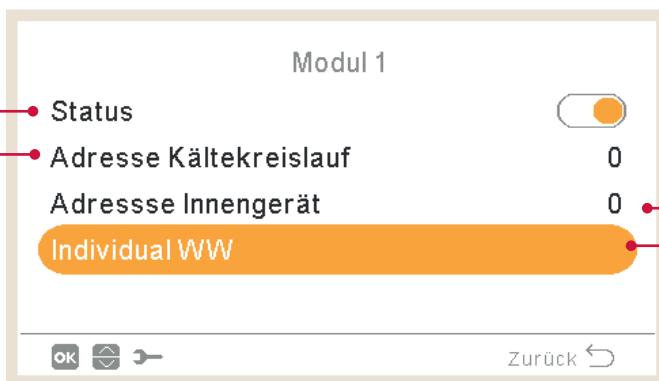 Modul 1
Status
Adresse Kältekreislauf 0
Adressse Innengerät 0
Individual WW
OK Zurück